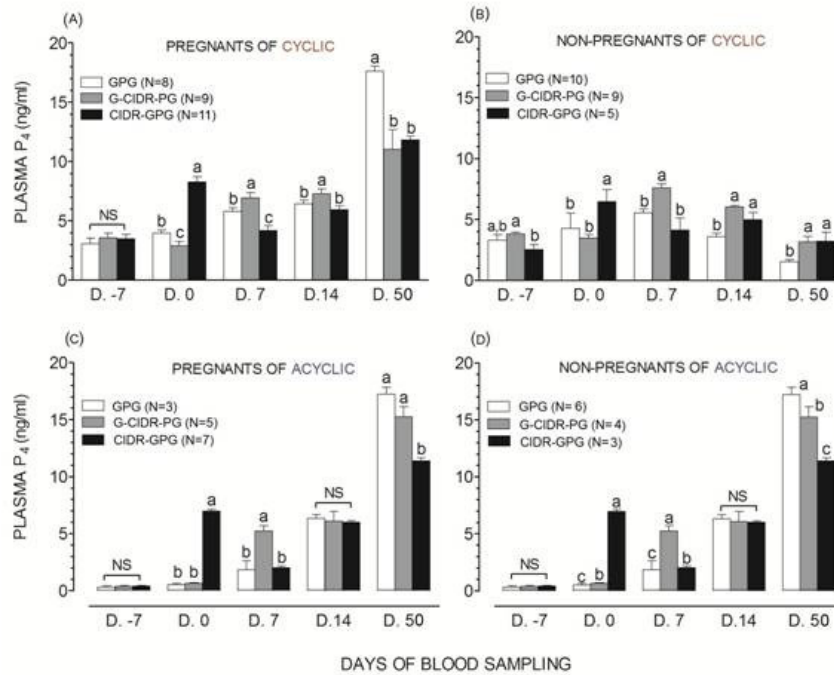 (A)
PREGNANTS OF CYCLIC
GPG (N=8)
G-CIDR-PG (N=9)
CIDR-GPG (N=11)
PLASMA P4 (ng/ml)
20
15
10
5
0
NS
b c a
b a c
b a b
a b b
D. -7 D. 0 D. 7 D.14 D. 50
(B)
NON-PREGNANTS OF CYCLIC
GPG (N=10)
G-CIDR-PG (N= 9)
CIDR-GPG (N=5)
20
15
10
5
0
a,b a b
b b a
b a b
b a a
b a a
D. -7 D. 0 D. 7 D. 14 D. 50
(C)
PREGNANTS OF ACYCLIC
GPG (N=3)
G-CIDR-PG (N=5)
CIDR-GPG (N=7)
PLASMA P4 (ng/ml)
20
15
10
5
0
NS
b b a
b a b
NS
a a b
D. -7 D. 0 D. 7 D.14 D. 50
(D)
NON-PREGNANTS OF ACYCLIC
GPG (N= 6)
G-CIDR-PG (N= 4)
CIDR-GPG (N=3)
20
15
10
5
0
NS
c b a
c a b
NS
a b c
D. -7 D. 0 D. 7 D.14 D. 50
DAYS OF BLOOD SAMPLING